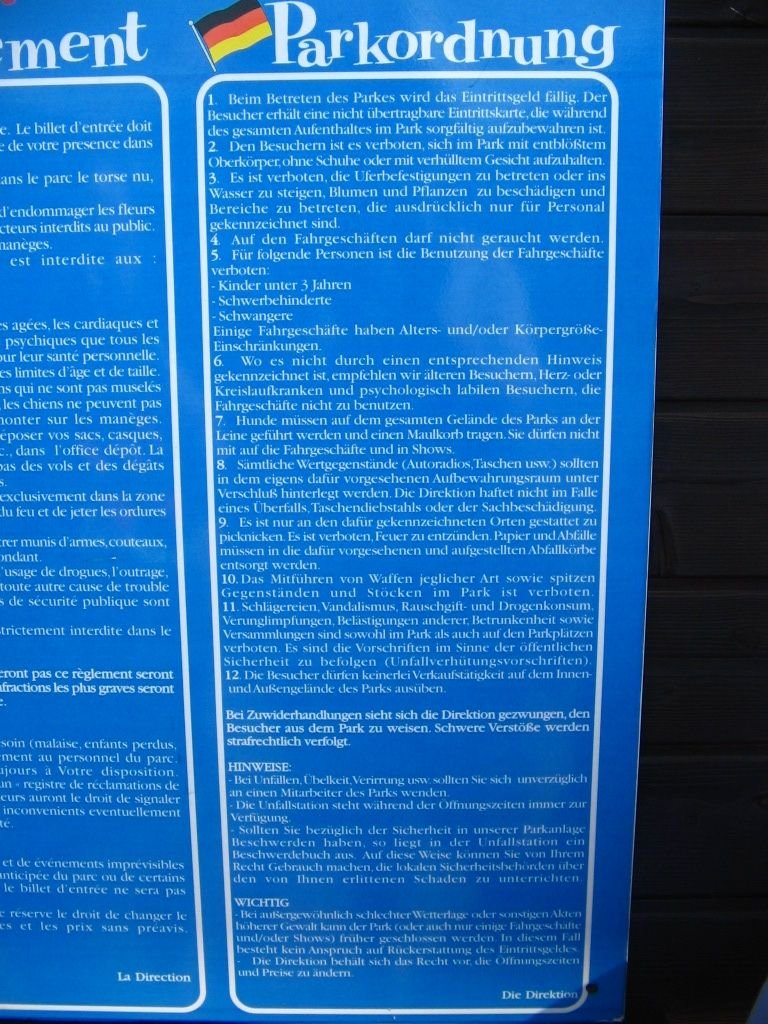 ement
e. Le billet d'entrée doit
e de votre presence dans
ans le parc le torse nu,
d'endommager les fleurs
cteurs interdits au public.
manèges.
est interdite aux :
es agées, les cardiaques et
psychiques que tous les
our leur santé personnelle.
es limites d'âge et de taille.
ns qui ne sont pas muselés
, les chiens ne peuvent pas
monter sur les manèges.
époser vos sacs, casques,
c., dans l'office dépôt. La
pas des vols et des dégâts
s.
exclusivement dans la zone
du feu et de jeter les ordures
trer munis d'armes, couteaux,
ondant.
l'usage de drogues, l'outrage,
toute autre cause de trouble
s de sécurité publique sont
strictement interdite dans le
eront pas ce règlement seront
nfractions les plus graves seront
e.
soin (malaise, enfants perdus,
ement au personnel du parc.
ujours à Votre disposition.
un « registre de réclamations de
eurs auront le droit de signaler
inconvenients eventuellement
té.
et de événements imprévisibles
anticipée du parc ou de certains
le billet d'entrée ne sera pas
e réserve le droit de changer le
es et les prix sans préavis.
La Direction
Parkordnung
1. Beim Betreten des Parkes wird das Eintrittsgeld fällig. Der
Besucher erhält eine nicht übertragbare Eintrittskarte, die während
des gesamten Aufenthaltes im Park sorgfältig aufzubewahren ist.
2. Den Besuchern ist es verboten, sich im Park mit entblößtem
Oberkörper, ohne Schuhe oder mit verhülltem Gesicht aufzuhalten.
3. Es ist verboten, die Uferbefestigungen zu betreten oder ins
Wasser zu steigen, Blumen und Pflanzen zu beschädigen und
Bereiche zu betreten, die ausdrücklich nur für Personal
gekennzeichnet sind.
4. Auf den Fahrgeschäften darf nicht geraucht werden.
5. Für folgende Personen ist die Benutzung der Fahrgeschäfte
verboten:
- Kinder unter 3 Jahren
- Schwerbehinderte
- Schwangere
Einige Fahrgeschäfte haben Alters- und/oder Körpergröße-
Einschränkungen.
6. Wo es nicht durch einen entsprechenden Hinweis
gekennzeichnet ist, empfehlen wir älteren Besuchern, Herz- oder
Kreislaufkranken und psychologisch labilen Besuchern, die
Fahrgeschäfte nicht zu benutzen.
7. Hunde müssen auf dem gesamten Gelände des Parks an der
Leine geführt werden und einen Maulkorb tragen. Sie dürfen nicht
mit auf die Fahrgeschäfte und in Shows.
8. Sämtliche Wertgegenstände (Autoradios, Taschen usw.) sollten
in dem eigens dafür vorgesehenen Aufbewahrungsraum unter
Verschluß hinterlegt werden. Die Direktion haftet nicht im Falle
eines Überfalls, Taschendiebstahls oder der Sachbeschädigung.
9. Es ist nur an den dafür gekennzeichneten Orten gestattet zu
picknicken. Es ist verboten, Feuer zu entzünden. Papier und Abfälle
müssen in die dafür vorgesehenen und aufgestellten Abfallkörbe
entsorgt werden.
10. Das Mitführen von Waffen jeglicher Art sowie spitzen
Gegenständen und Stöcken im Park ist verboten.
11. Schlägereien, Vandalismus, Rauschgift- und Drogenkonsum,
Verunglimpfungen, Belästigungen anderer, Betrunkenheit sowie
Versammlungen sind sowohl im Park als auch auf den Parkplätzen
verboten. Es sind die Vorschriften im Sinne der öffentlichen
Sicherheit zu befolgen (Unfallverhütungsvorschriften).
12. Die Besucher dürfen keinerlei Verkaufstätigkeit auf dem Innen-
und Außengelände des Parks ausüben.
Bei Zuwiderhandlungen sieht sich die Direktion gezwungen, den
Besucher aus dem Park zu weisen. Schwere Verstöße werden
strafrechtlich verfolgt.
HINWEISE:
- Bei Unfällen, Übelkeit, Verirrung usw. sollten Sie sich unverzüglich
an einen Mitarbeiter des Parks wenden.
- Die Unfallstation steht während der Öffnungszeiten immer zur
Verfügung.
- Sollten Sie bezüglich der Sicherheit in unserer Parkanlage
Beschwerden haben, so liegt in der Unfallstation ein
Beschwerdebuch aus. Auf diese Weise können Sie von Ihrem
Recht Gebrauch machen, die lokalen Sicherheitsbehörden über
den von Ihnen erlittenen Schaden zu unterrichten.
WICHTIG
- Bei außergewöhnlich schlechter Wetterlage oder sonstigen Akten
höherer Gewalt kann der Park (oder auch nur einige Fahrgeschäfte
und/oder Shows) früher geschlossen werden. In diesem Fall
besteht kein Anspruch auf Rückerstattung des Eintrittsgeldes.
- Die Direktion behält sich das Recht vor, die Öffnungszeiten
und Preise zu ändern.
Die Direktion